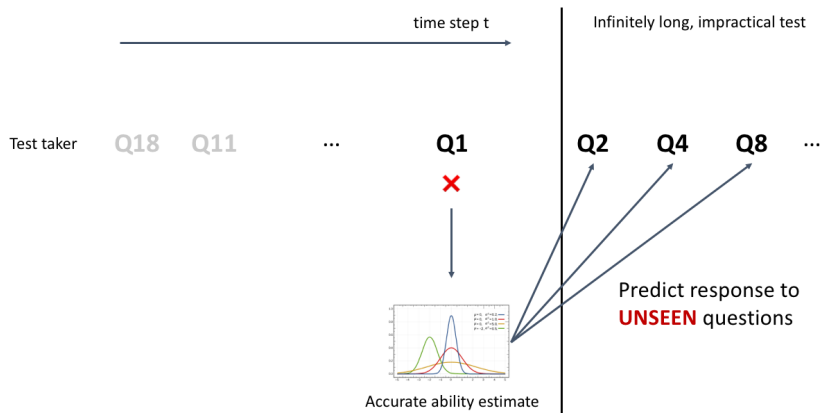 time step t
Infinitely long, impractical test
Test taker
Q18
Q11
...
Q1
Q2
Q4
Q8
...
Predict response to
UNSEEN questions
Accurate ability estimate